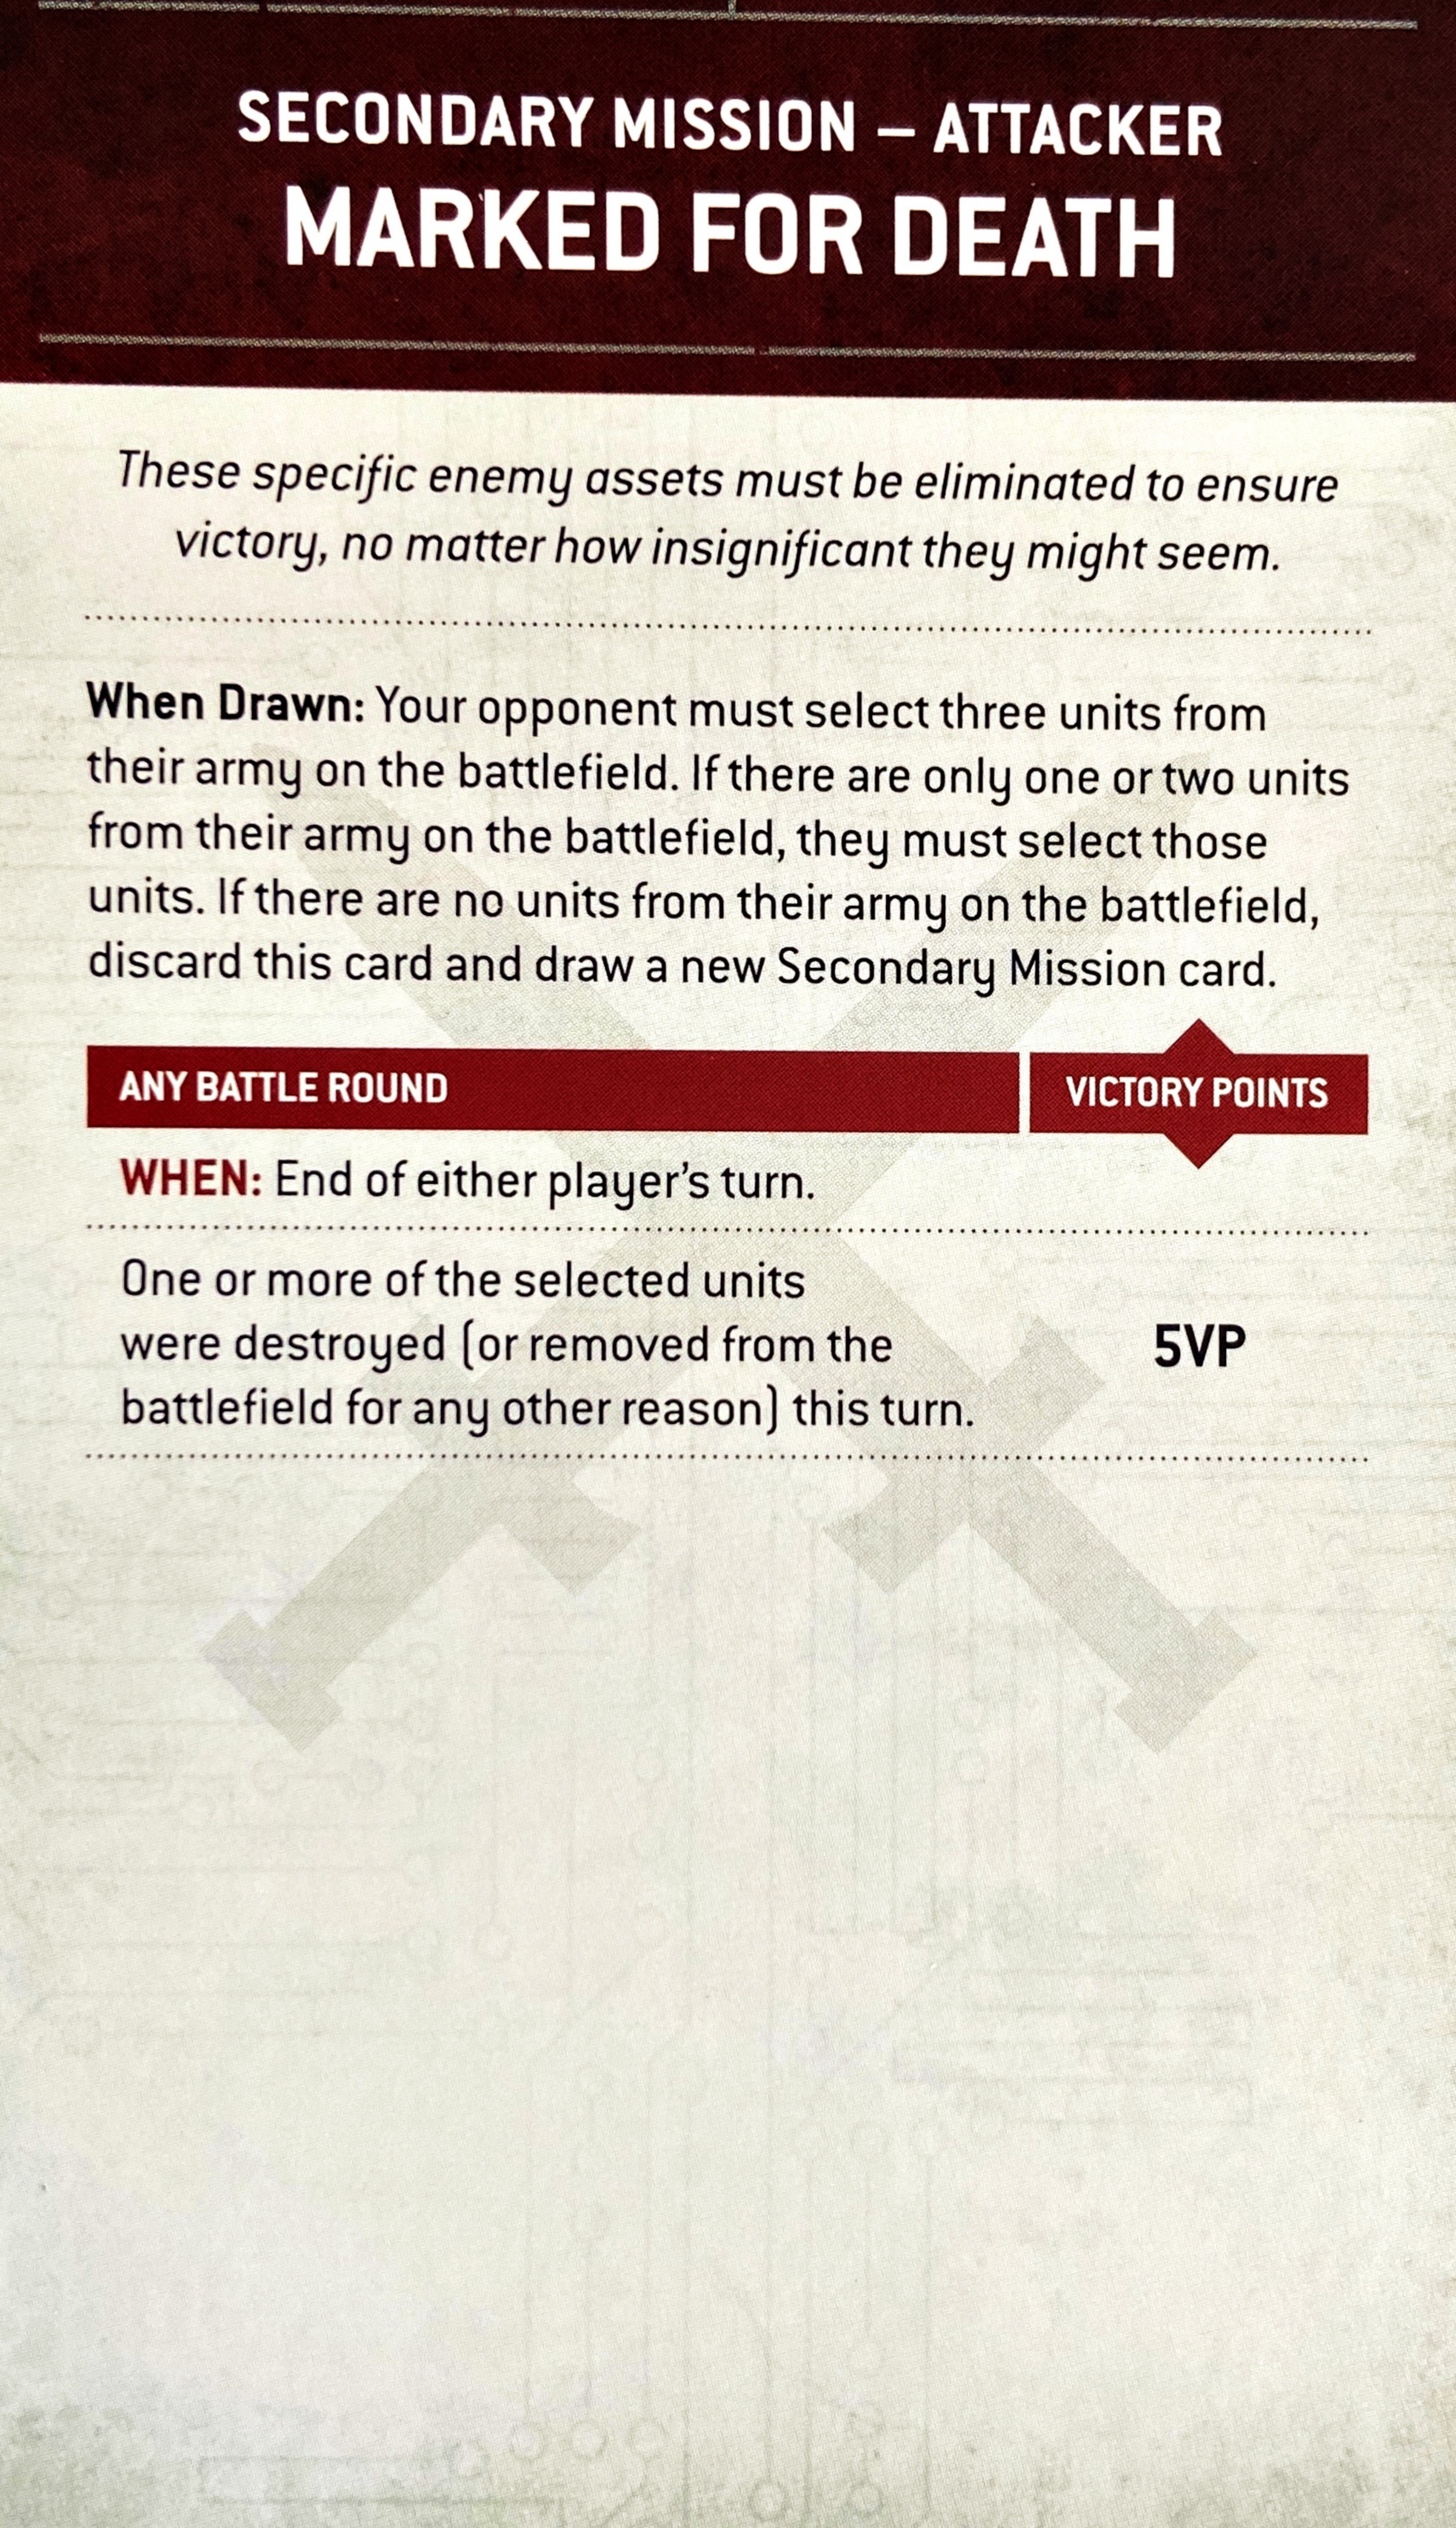 SECONDARY MISSION – ATTACKER
MARKED FOR DEATH
These specific enemy assets must be eliminated to ensure
victory, no matter how insignificant they might seem.
When Drawn: Your opponent must select three units from
their army on the battlefield. If there are only one or two units
from their army on the battlefield, they must select those
units. If there are no units from their army on the battlefield,
discard this card and draw a new Secondary Mission card.
ANY BATTLE ROUND
VICTORY POINTS
WHEN: End of either player's turn.
One or more of the selected units
were destroyed (or removed from the
battlefield for any other reason) this turn.
5VP